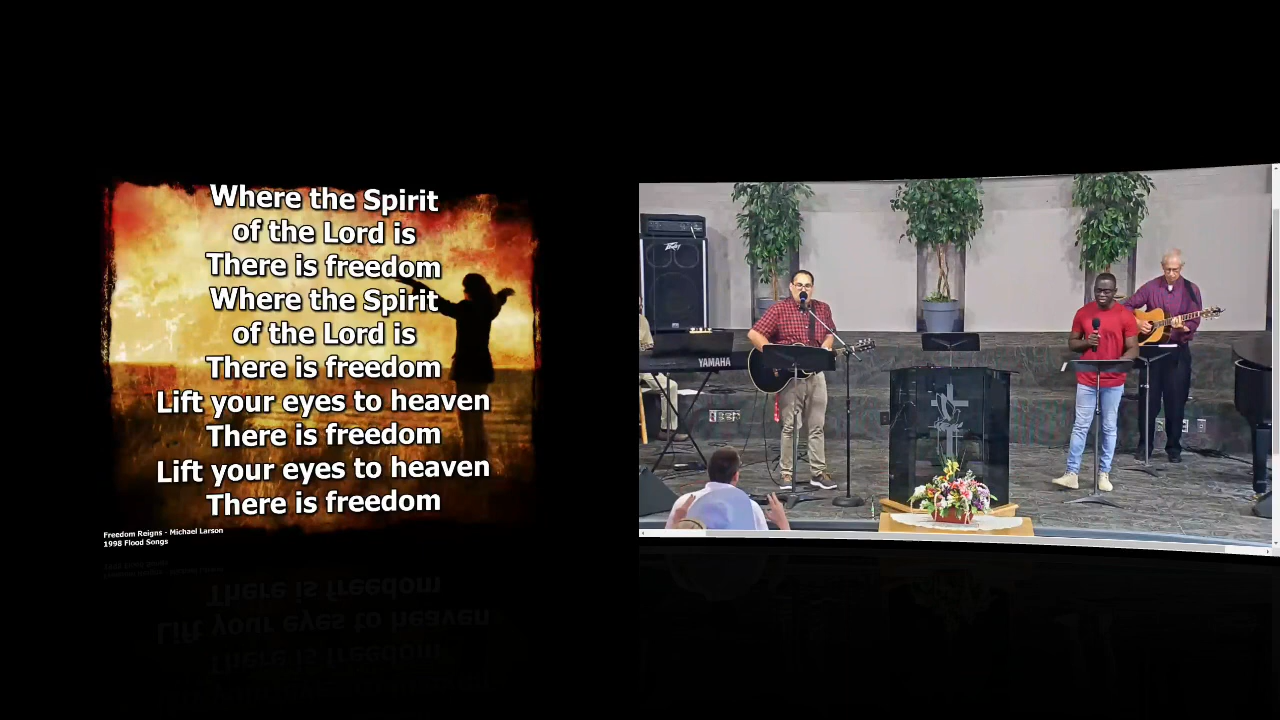 Where the Spirit
of the Lord is
There is freedom
Where the Spirit
of the Lord is
There is freedom
Lift your eyes to heaven
There is freedom
Lift your eyes to heaven
There is freedom
Freedom Reigns - Michael Larson
1998 Flood Songs
PEAVEY
YAMAHA